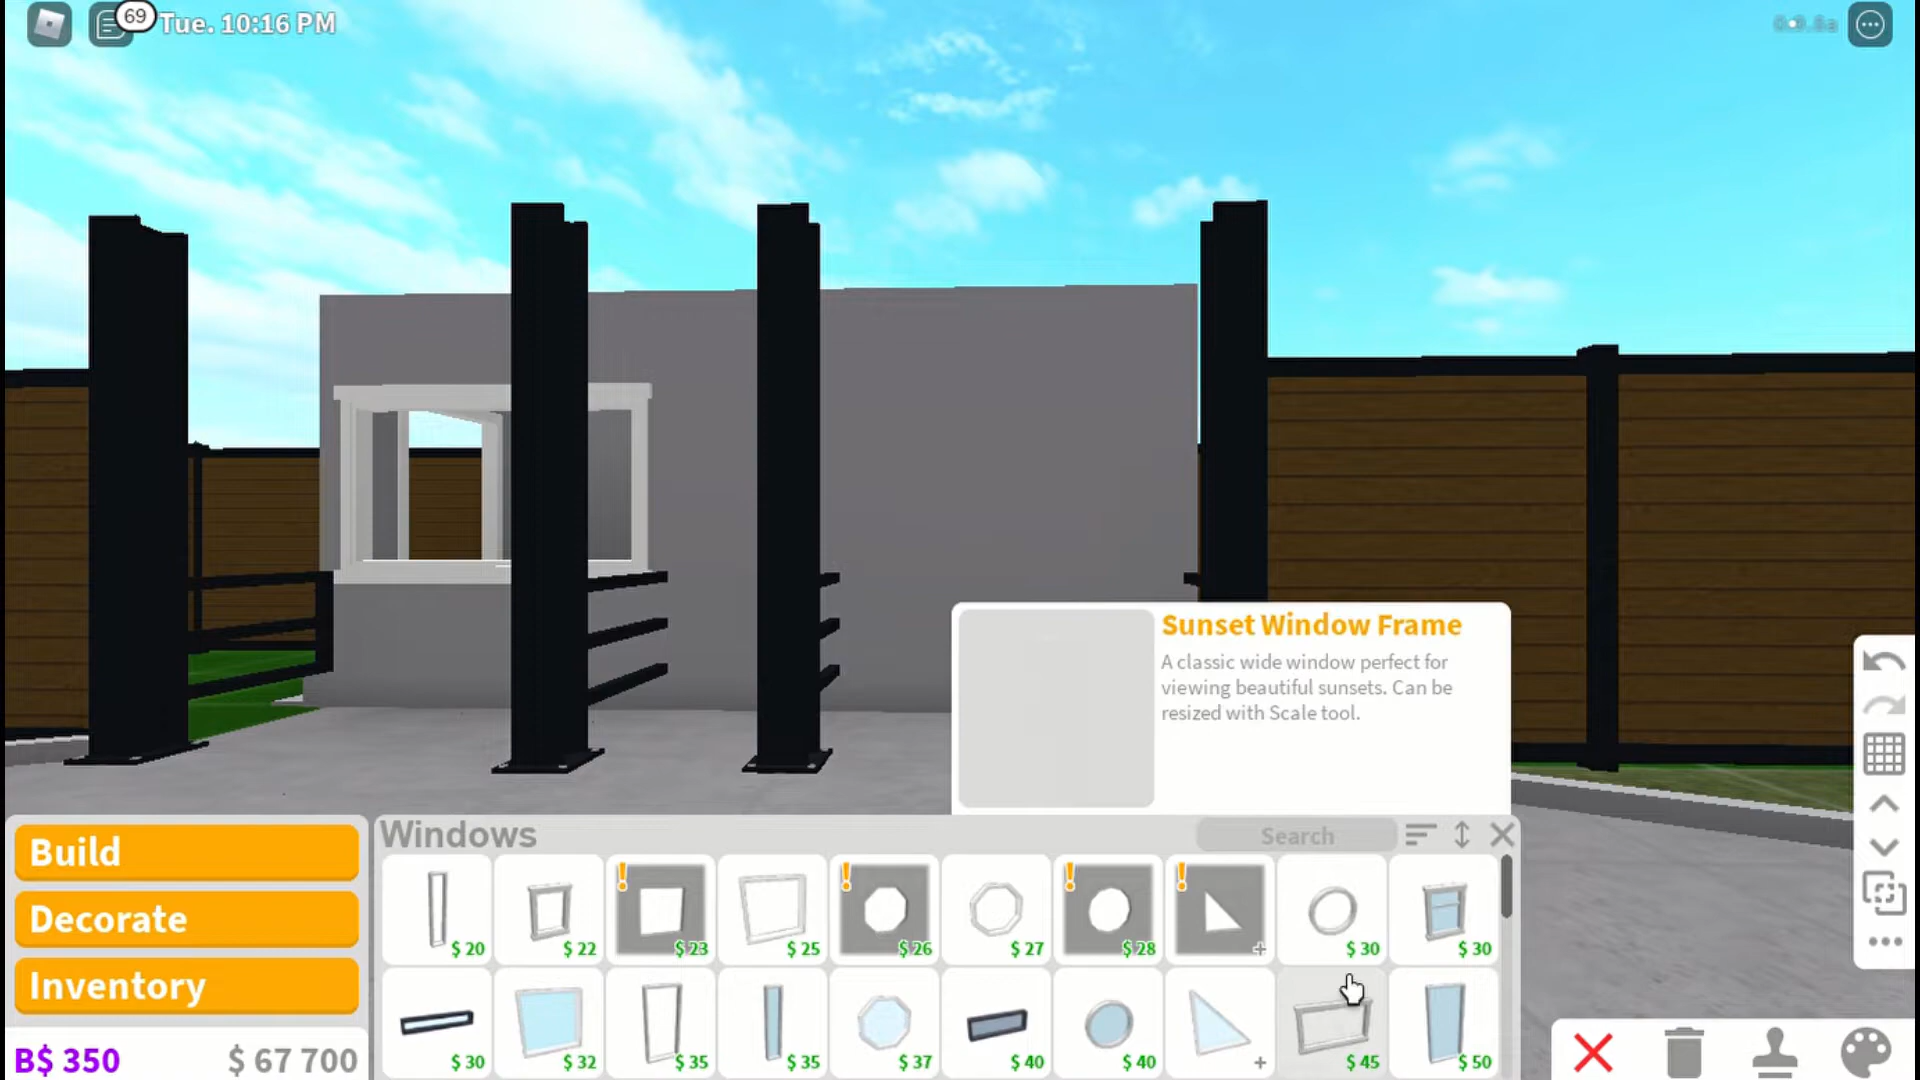 69
Tue. 10:16 PM
Sunset Window Frame
A classic wide window perfect for
viewing beautiful sunsets. Can be
resized with Scale tool.
Build
Decorate
Inventory
B$ 350
$ 67 700
Windows
Search
$ 20
$ 22
! $ 23
$ 25
! $ 26
$ 27
! $ 28
! +
$ 30
$ 30
$ 30
$ 32
$ 35
$ 35
$ 37
$ 40
$ 40
+
$ 45
$ 50